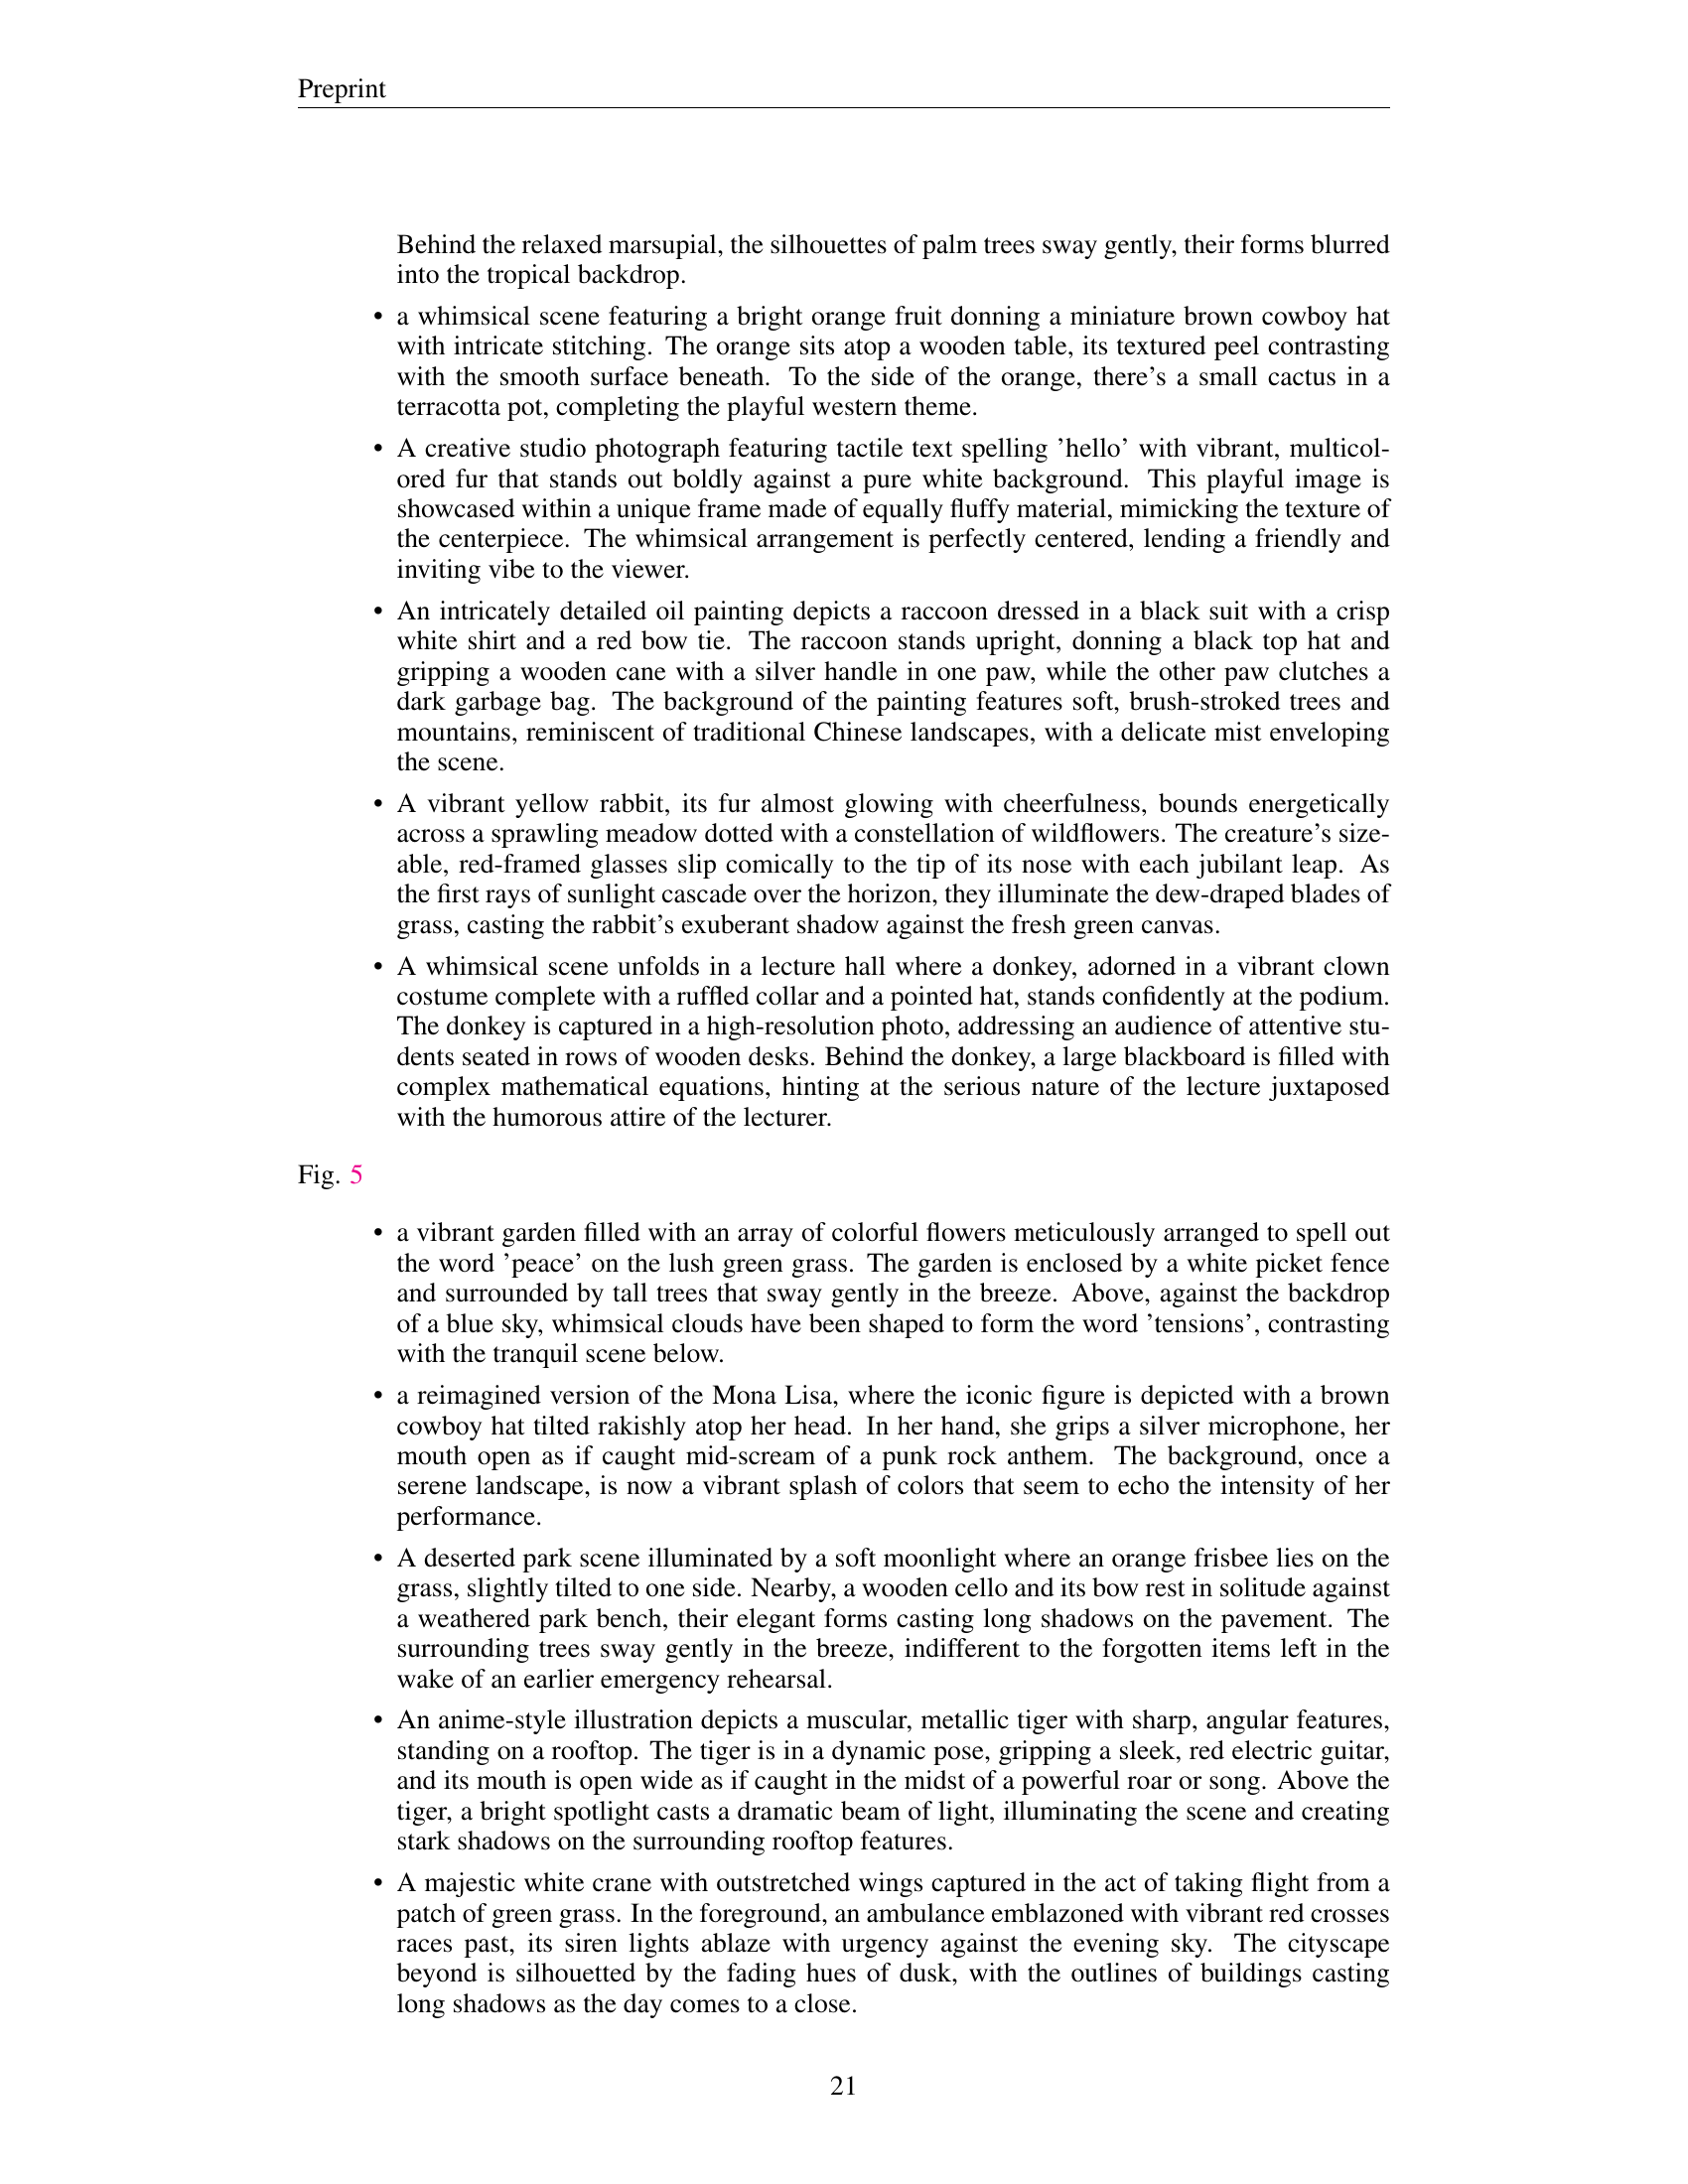 Preprint
Behind the relaxed marsupial, the silhouettes of palm trees sway gently, their forms blurred
into the tropical backdrop.
• a whimsical scene featuring a bright orange fruit donning a miniature brown cowboy hat
with intricate stitching. The orange sits atop a wooden table, its textured peel contrasting
with the smooth surface beneath. To the side of the orange, there's a small cactus in a
terracotta pot, completing the playful western theme.
• A creative studio photograph featuring tactile text spelling ’hello’ with vibrant, multicol-
ored fur that stands out boldly against a pure white background. This playful image is
showcased within a unique frame made of equally fluffy material, mimicking the texture of
the centerpiece. The whimsical arrangement is perfectly centered, lending a friendly and
inviting vibe to the viewer.
• An intricately detailed oil painting depicts a raccoon dressed in a black suit with a crisp
white shirt and a red bow tie. The raccoon stands upright, donning a black top hat and
gripping a wooden cane with a silver handle in one paw, while the other paw clutches a
dark garbage bag. The background of the painting features soft, brush-stroked trees and
mountains, reminiscent of traditional Chinese landscapes, with a delicate mist enveloping
the scene.
• A vibrant yellow rabbit, its fur almost glowing with cheerfulness, bounds energetically
across a sprawling meadow dotted with a constellation of wildflowers. The creature's size-
able, red-framed glasses slip comically to the tip of its nose with each jubilant leap. As
the first rays of sunlight cascade over the horizon, they illuminate the dew-draped blades of
grass, casting the rabbit's exuberant shadow against the fresh green canvas.
• A whimsical scene unfolds in a lecture hall where a donkey, adorned in a vibrant clown
costume complete with a ruffled collar and a pointed hat, stands confidently at the podium.
The donkey is captured in a high-resolution photo, addressing an audience of attentive stu-
dents seated in rows of wooden desks. Behind the donkey, a large blackboard is filled with
complex mathematical equations, hinting at the serious nature of the lecture juxtaposed
with the humorous attire of the lecturer.
Fig. 5
• a vibrant garden filled with an array of colorful flowers meticulously arranged to spell out
the word ’peace’ on the lush green grass. The garden is enclosed by a white picket fence
and surrounded by tall trees that sway gently in the breeze. Above, against the backdrop
of a blue sky, whimsical clouds have been shaped to form the word ’tensions’, contrasting
with the tranquil scene below.
• a reimagined version of the Mona Lisa, where the iconic figure is depicted with a brown
cowboy hat tilted rakishly atop her head. In her hand, she grips a silver microphone, her
mouth open as if caught mid-scream of a punk rock anthem. The background, once a
serene landscape, is now a vibrant splash of colors that seem to echo the intensity of her
performance.
• A deserted park scene illuminated by a soft moonlight where an orange frisbee lies on the
grass, slightly tilted to one side. Nearby, a wooden cello and its bow rest in solitude against
a weathered park bench, their elegant forms casting long shadows on the pavement. The
surrounding trees sway gently in the breeze, indifferent to the forgotten items left in the
wake of an earlier emergency rehearsal.
• An anime-style illustration depicts a muscular, metallic tiger with sharp, angular features,
standing on a rooftop. The tiger is in a dynamic pose, gripping a sleek, red electric guitar,
and its mouth is open wide as if caught in the midst of a powerful roar or song. Above the
tiger, a bright spotlight casts a dramatic beam of light, illuminating the scene and creating
stark shadows on the surrounding rooftop features.
• A majestic white crane with outstretched wings captured in the act of taking flight from a
patch of green grass. In the foreground, an ambulance emblazoned with vibrant red crosses
races past, its siren lights ablaze with urgency against the evening sky. The cityscape
beyond is silhouetted by the fading hues of dusk, with the outlines of buildings casting
long shadows as the day comes to a close.
21